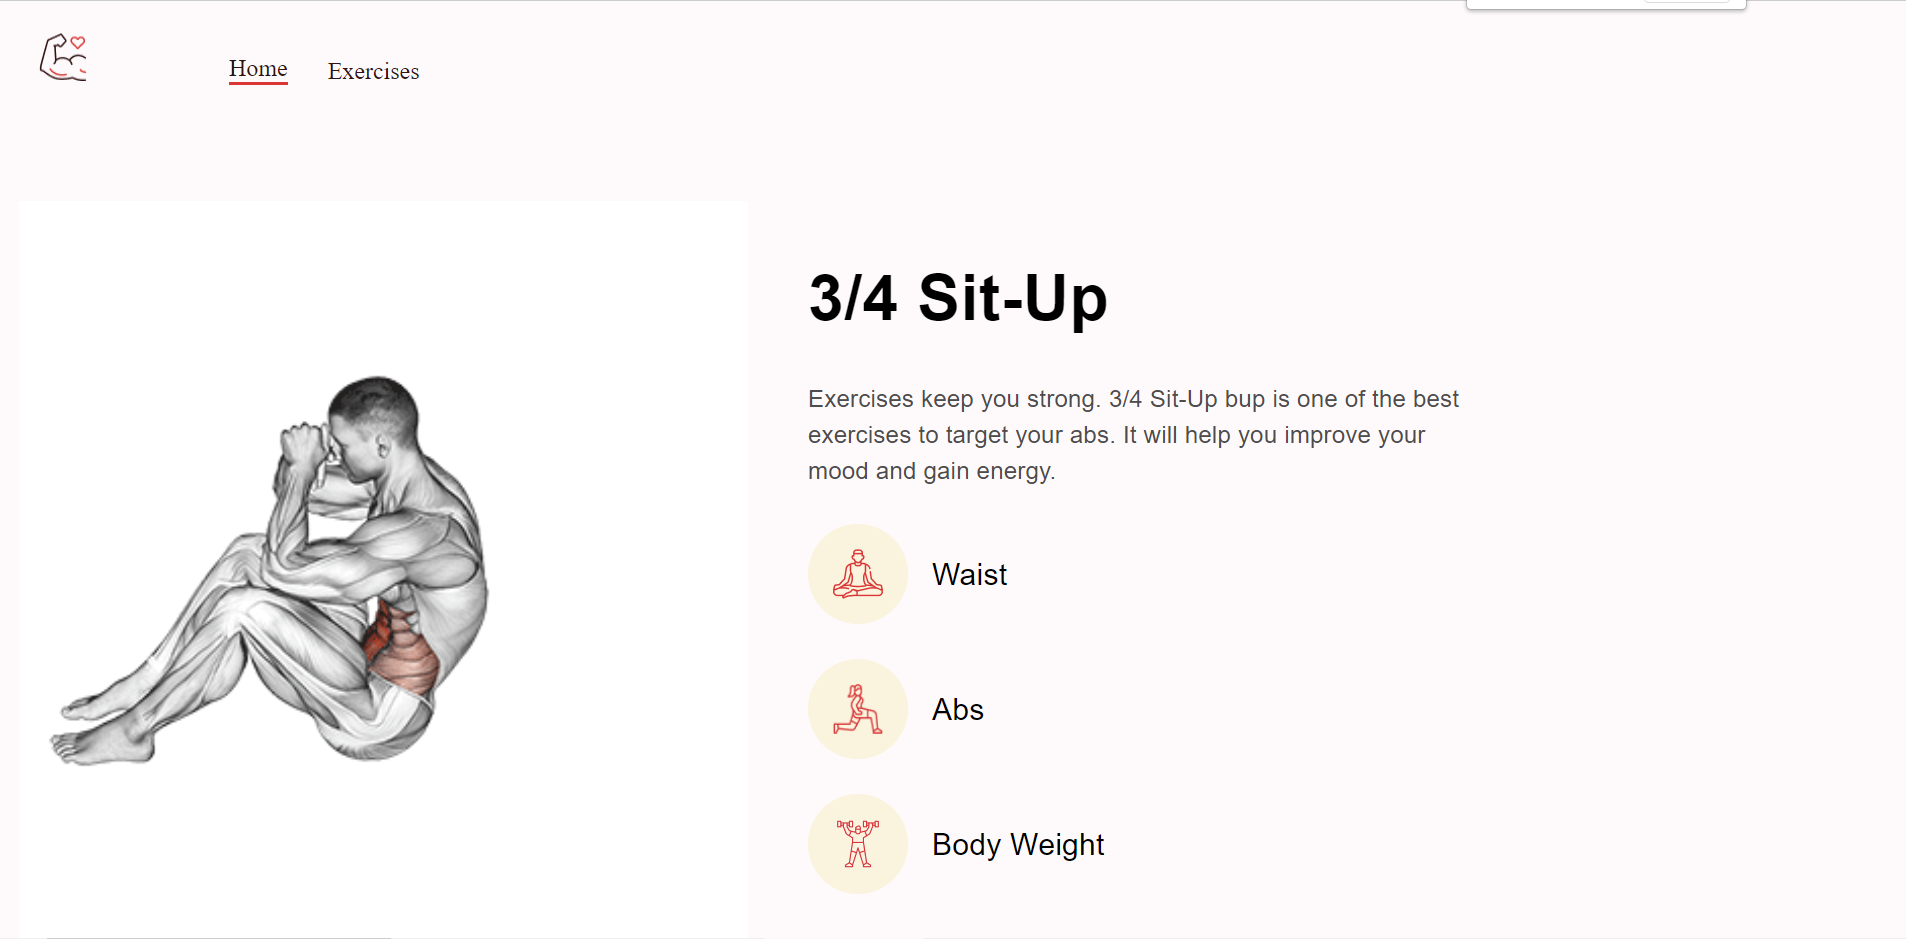 Home
Exercises
3/4 Sit-Up
Exercises keep you strong. 3/4 Sit-Up bup is one of the best
exercises to target your abs. It will help you improve your
mood and gain energy.
Waist
Abs
Body Weight